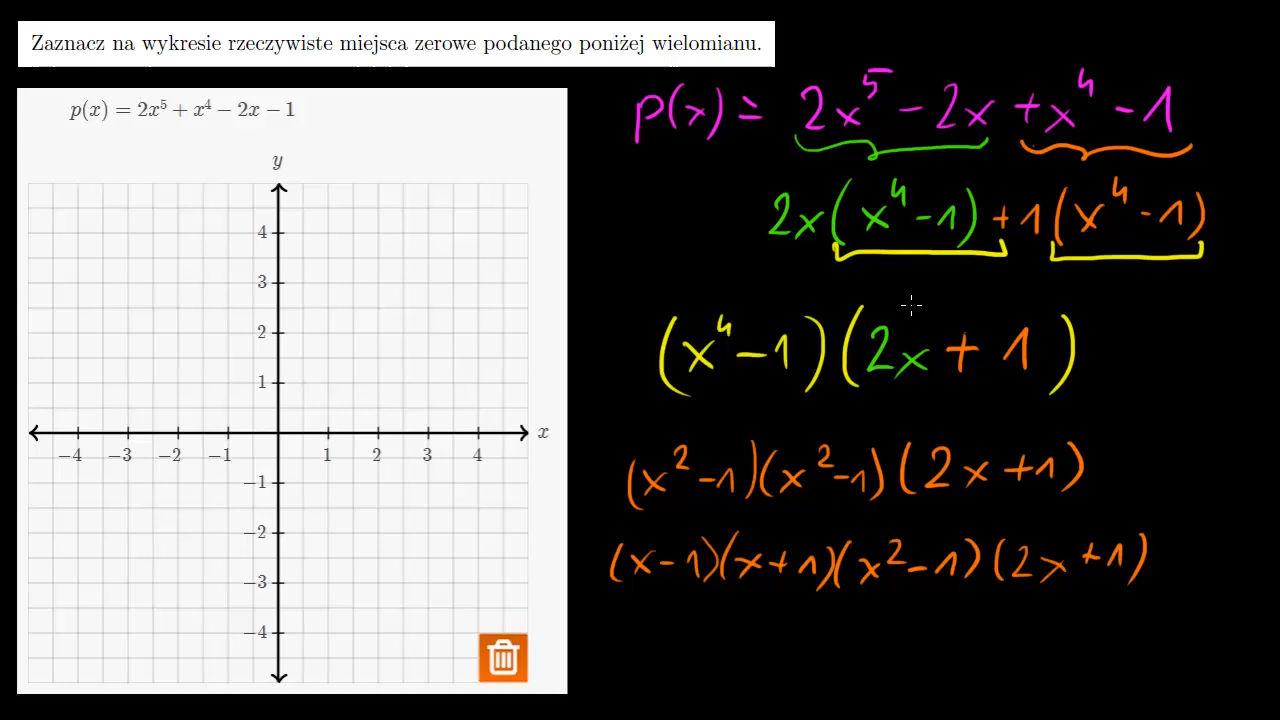 Zaznacz na wykresie rzeczywiste miejsca zerowe podanego poniżej wielomianu.
p(x) = 2x⁵ + x⁴ − 2x − 1
y
4
3
2
1
−4 −3 −2 −1 1 2 3 4 x
−1
−2
−3
−4
p(x) = 2x⁵ - 2x + x⁴ - 1
2x(x⁴ - 1) + 1(x⁴ - 1)
(x⁴ - 1)(2x + 1)
(x² - 1)(x² - 1)(2x + 1)
(x - 1)(x + 1)(x² - 1)(2x + 1)